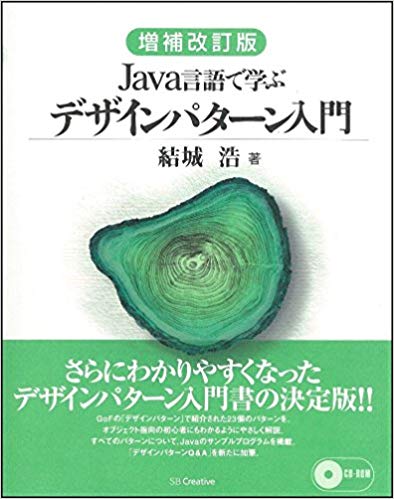 増補改訂版
Java言語で学ぶ
デザインパターン入門
結城 浩 著
さらにわかりやすくなった
デザインパターン入門書の決定版!!
GoFの「デザインパターン」で紹介された23個のパターンを、
オブジェクト指向の初心者にもわかるようにやさしく解説。
すべてのパターンについて、Javaのサンプルプログラムを掲載。
「デザインパターンQ&A」を新たに加筆。
CD-ROM
SB Creative